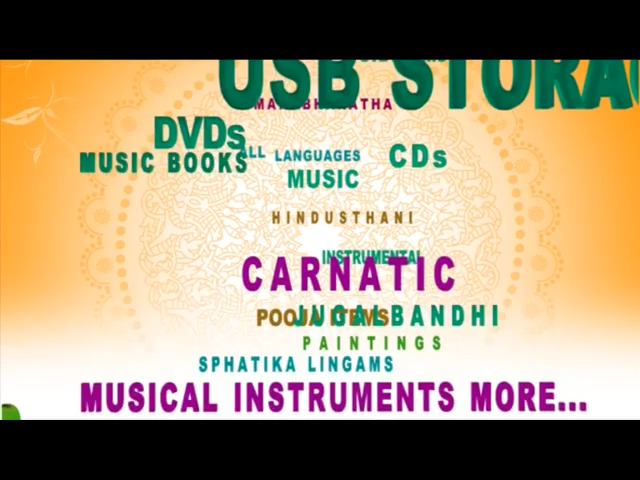 USB STORA
DVDs
ALL LANGUAGES
CDs
MUSIC BOOKS
MUSIC
HINDUSTHANI
INSTRUMENTAL
CARNATIC
POOJA ITEMS
JUGALBANDHI
PAINTINGS
SPHATIKA LINGAMS
MUSICAL INSTRUMENTS MORE...